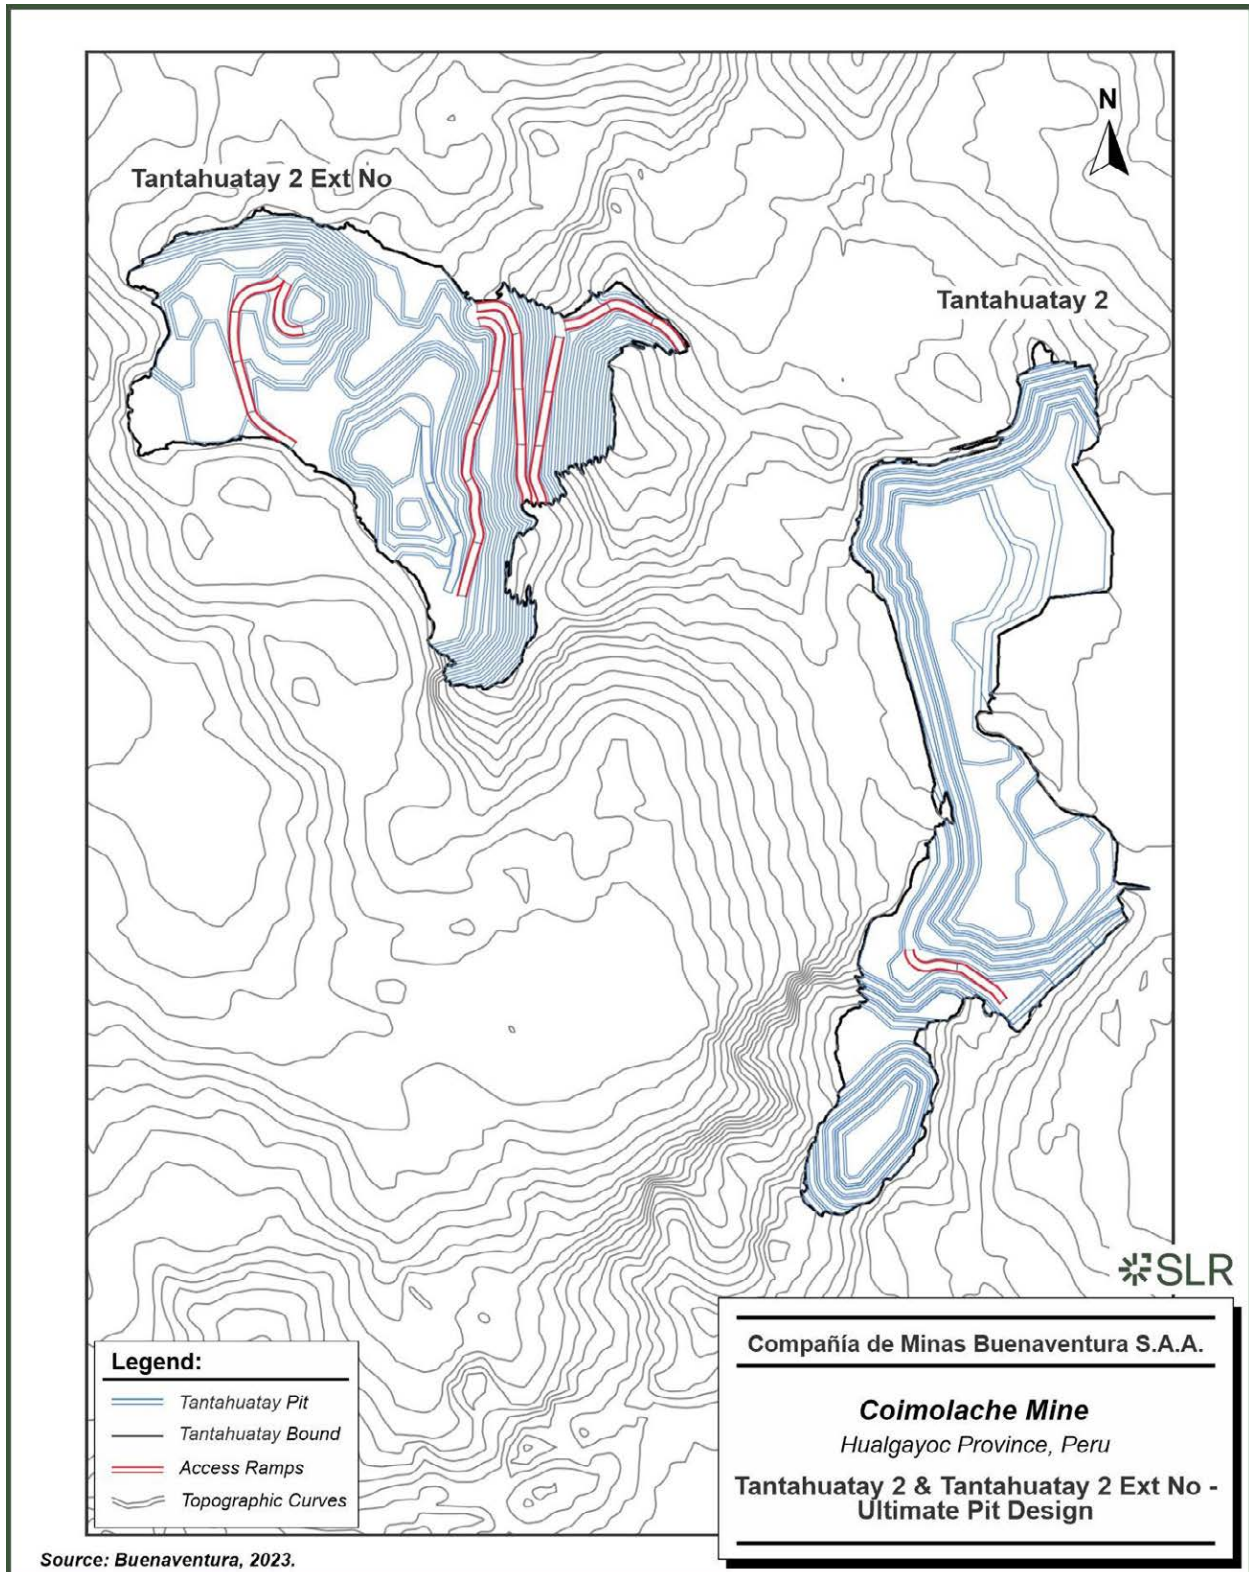 N
Tantahuatay 2 Ext No
Tantahuatay 2
SLR
Legend:
Tantahuatay Pit
Tantahuatay Bound
Access Ramps
Topographic Curves
Compañía de Minas Buenaventura S.A.A.
Coimolache Mine
Hualgayoc Province, Peru
Tantahuatay 2 & Tantahuatay 2 Ext No -
Ultimate Pit Design
Source: Buenaventura, 2023.